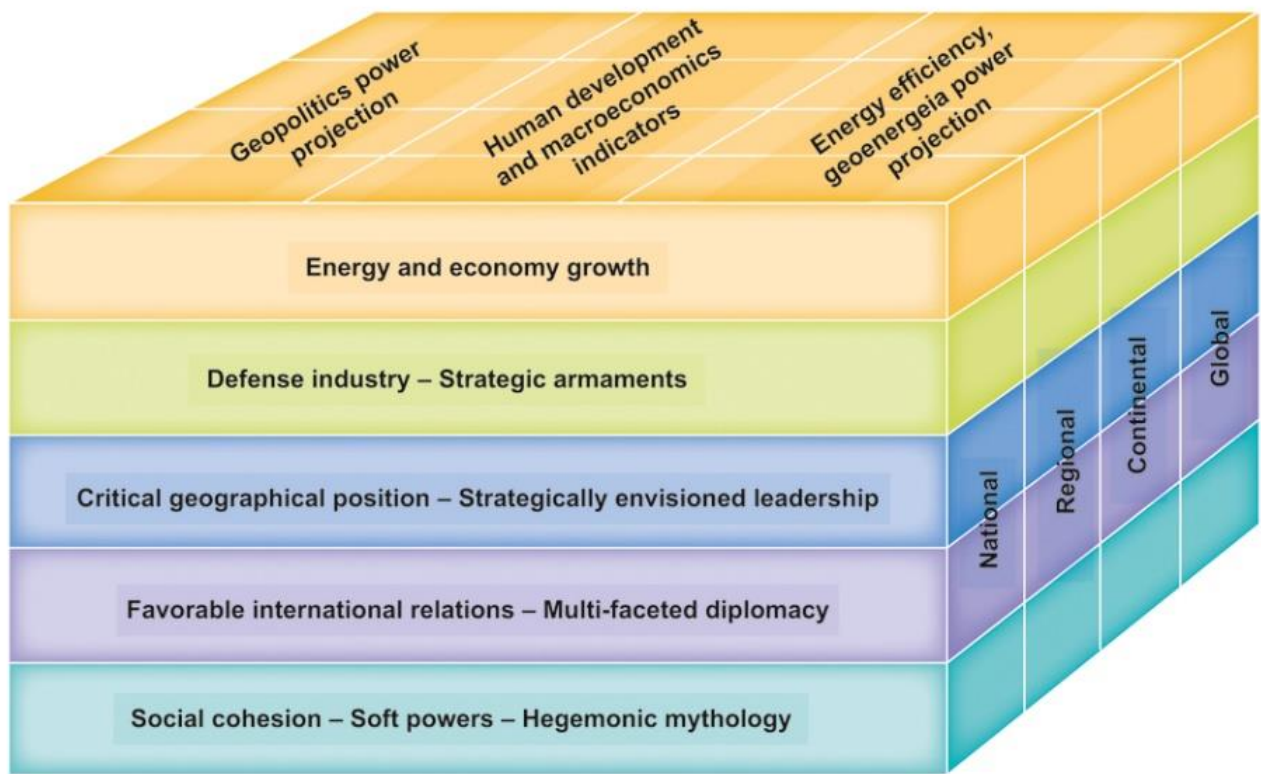 Geopolitics power
projection
Human development
and macroeconomics
indicators
Energy efficiency,
geoenergeia power
projection
Energy and economy growth
Defense industry – Strategic armaments
Critical geographical position – Strategically envisioned leadership
Favorable international relations – Multi-faceted diplomacy
Social cohesion – Soft powers – Hegemonic mythology
National
Regional
Continental
Global